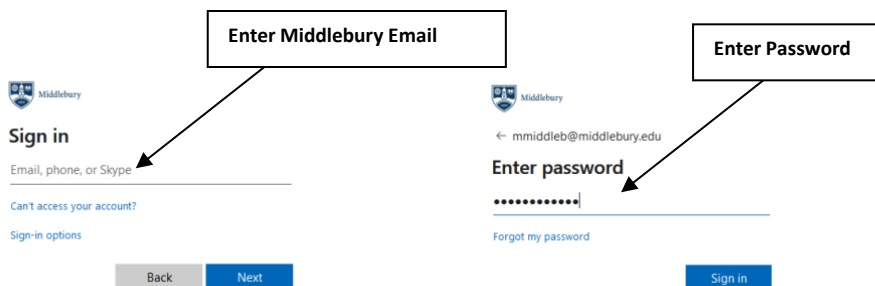 Enter Middlebury Email
Middlebury
Sign in
Email, phone, or Skype
Can't access your account?
Sign-in options
Back
Next
Enter Password
Middlebury
← mmiddleb@middlebury.edu
Enter password
••••••••••••
Forgot my password
Sign in